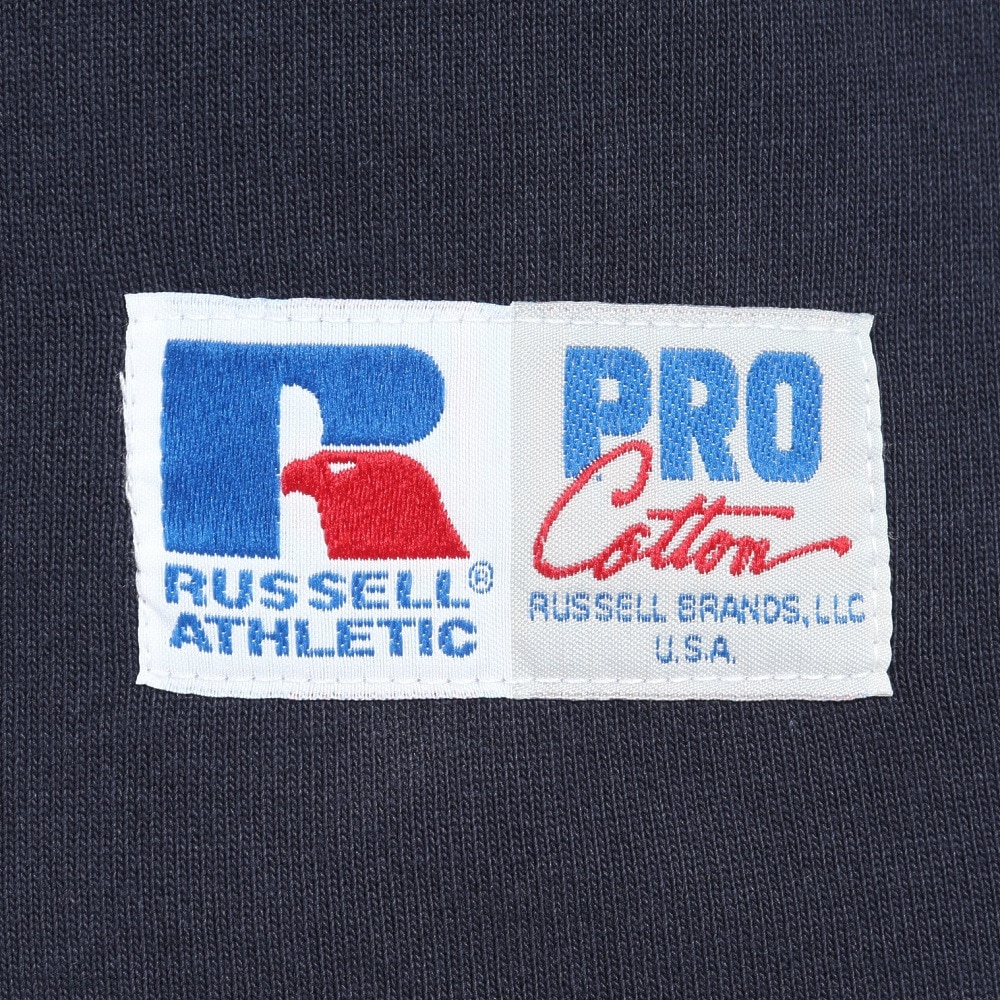 RUSSELL®
ATHLETIC
PRO
Cotton
RUSSELL BRANDS, LLC
U.S.A.